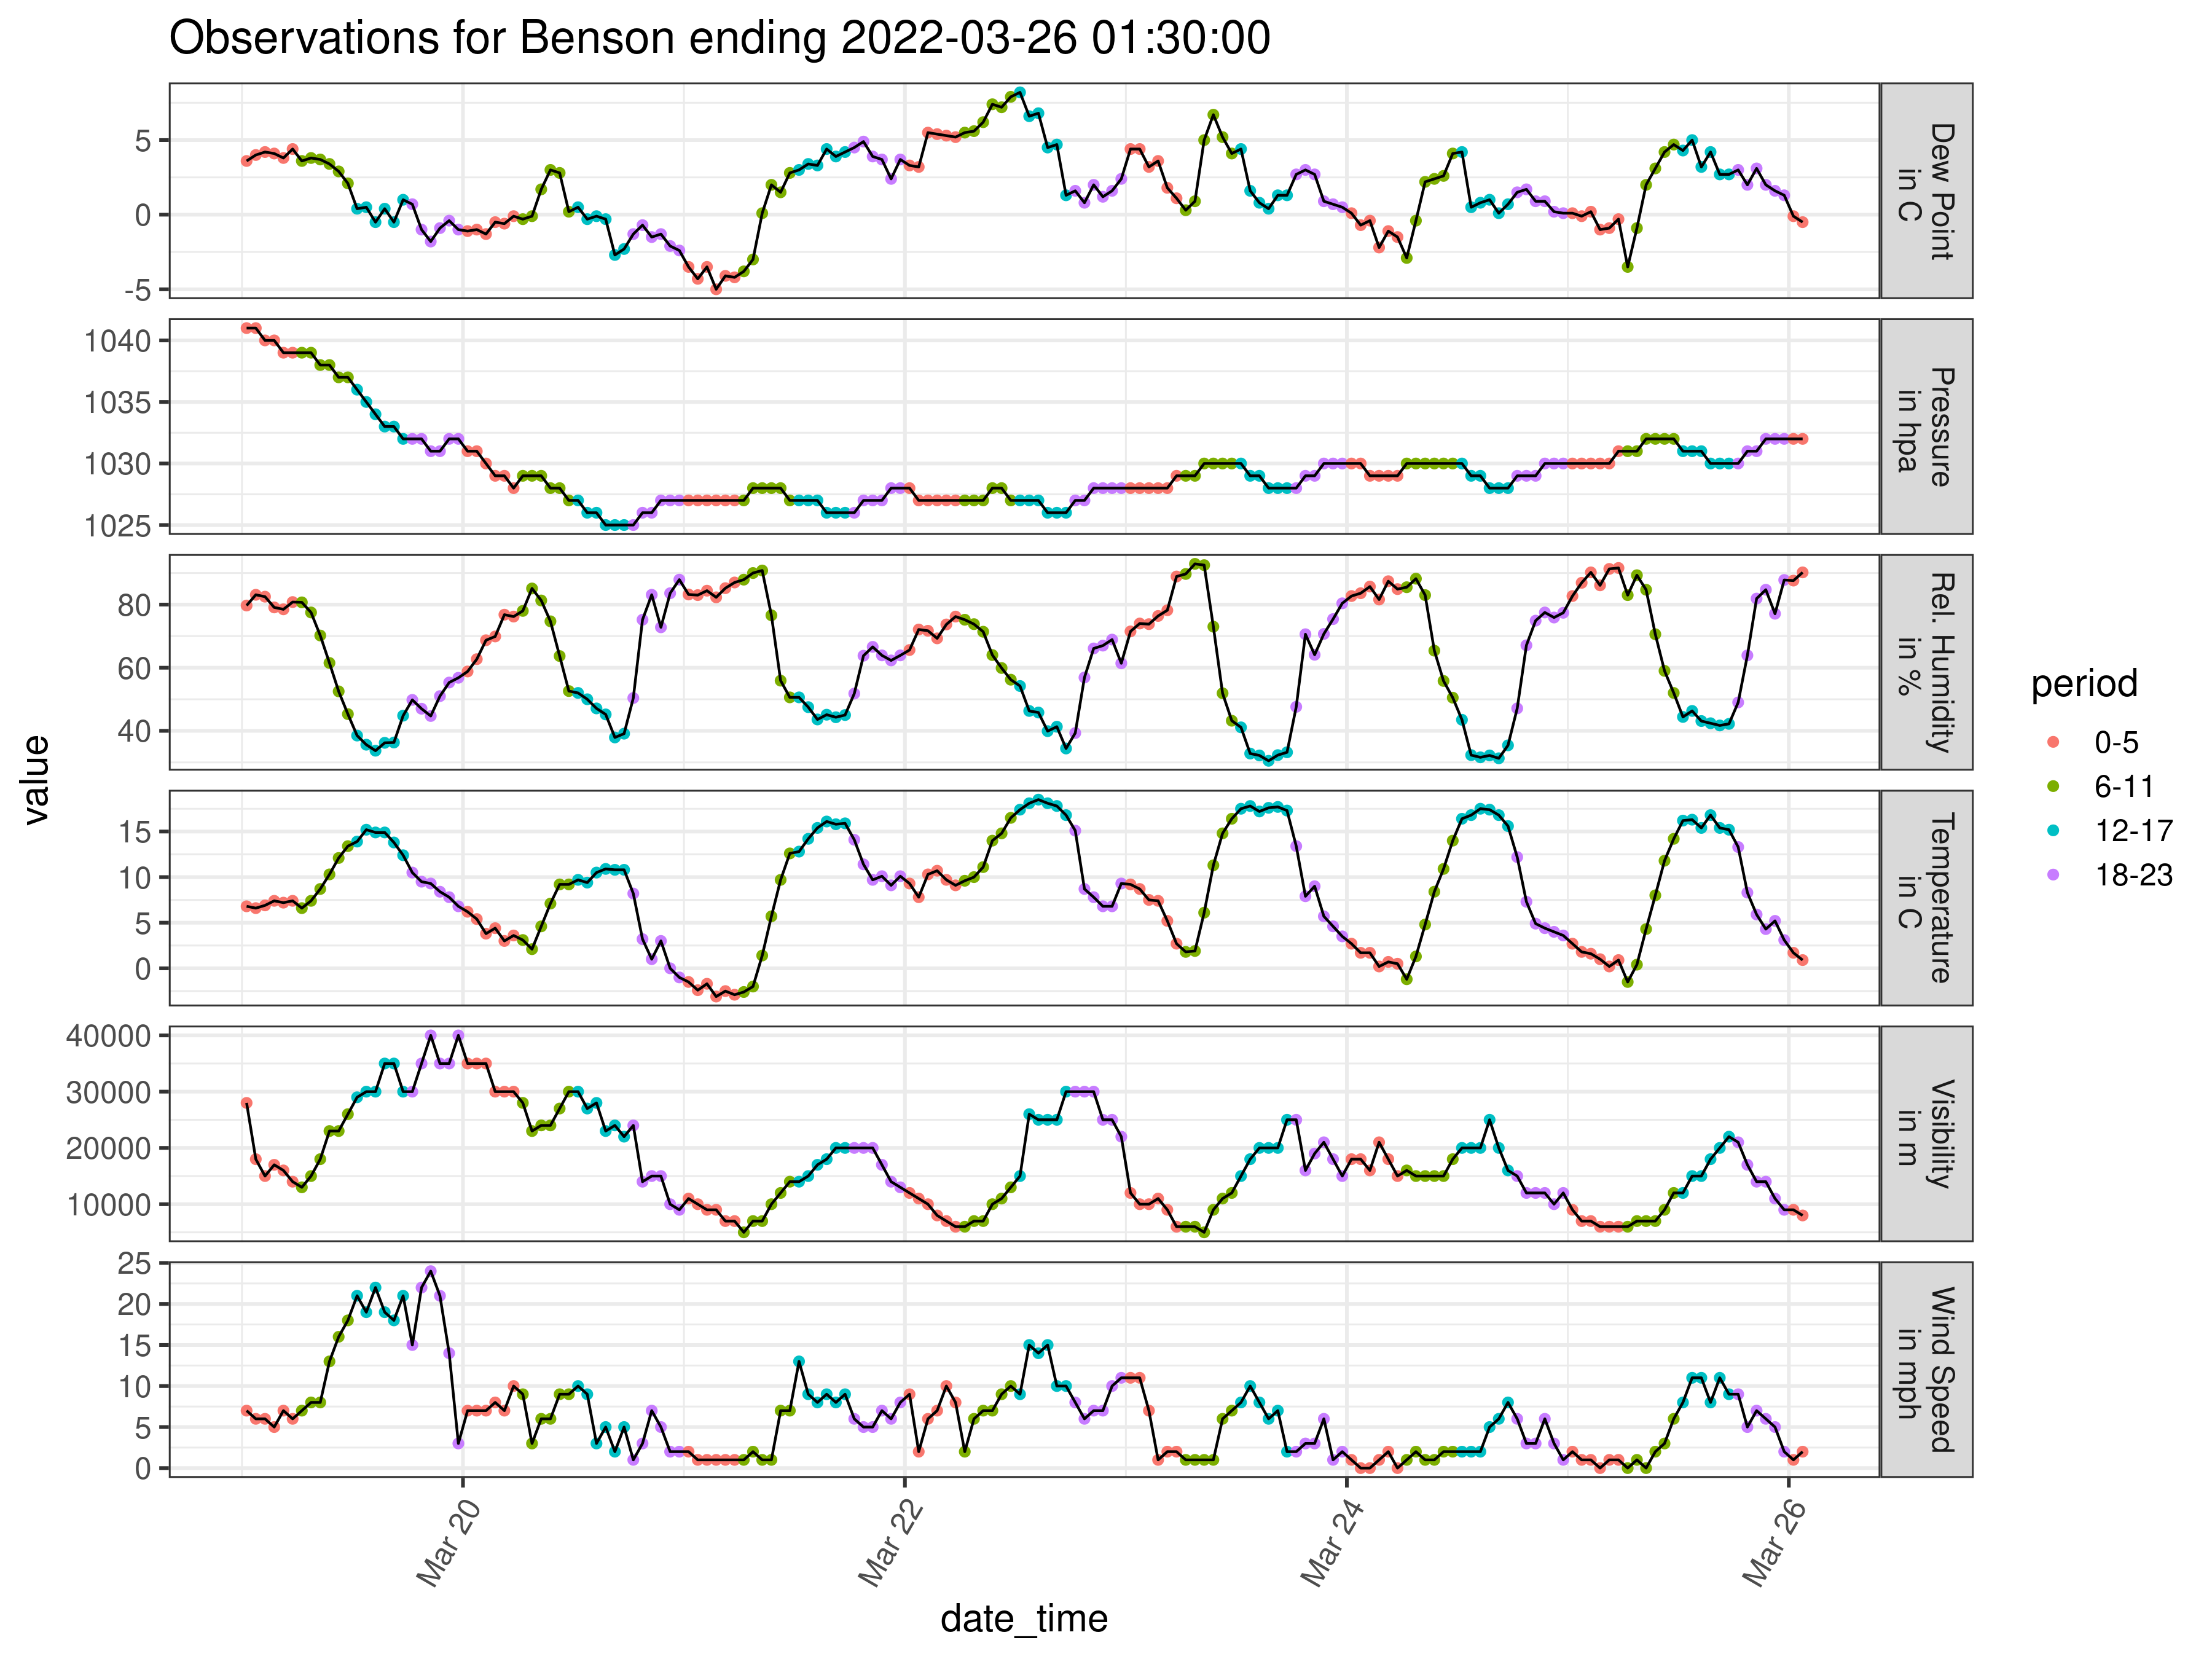 Observations for Benson ending 2022-03-26 01:30:00
value
5
0
-5
Dew Point
in C
1040
1035
1030
1025
Pressure
in hpa
80
60
40
Rel. Humidity
in %
15
10
5
0
Temperature
in C
40000
30000
20000
10000
Visibility
in m
25
20
15
10
5
0
Wind Speed
in mph
Mar 20
Mar 22
Mar 24
Mar 26
date_time
period
0-5
6-11
12-17
18-23